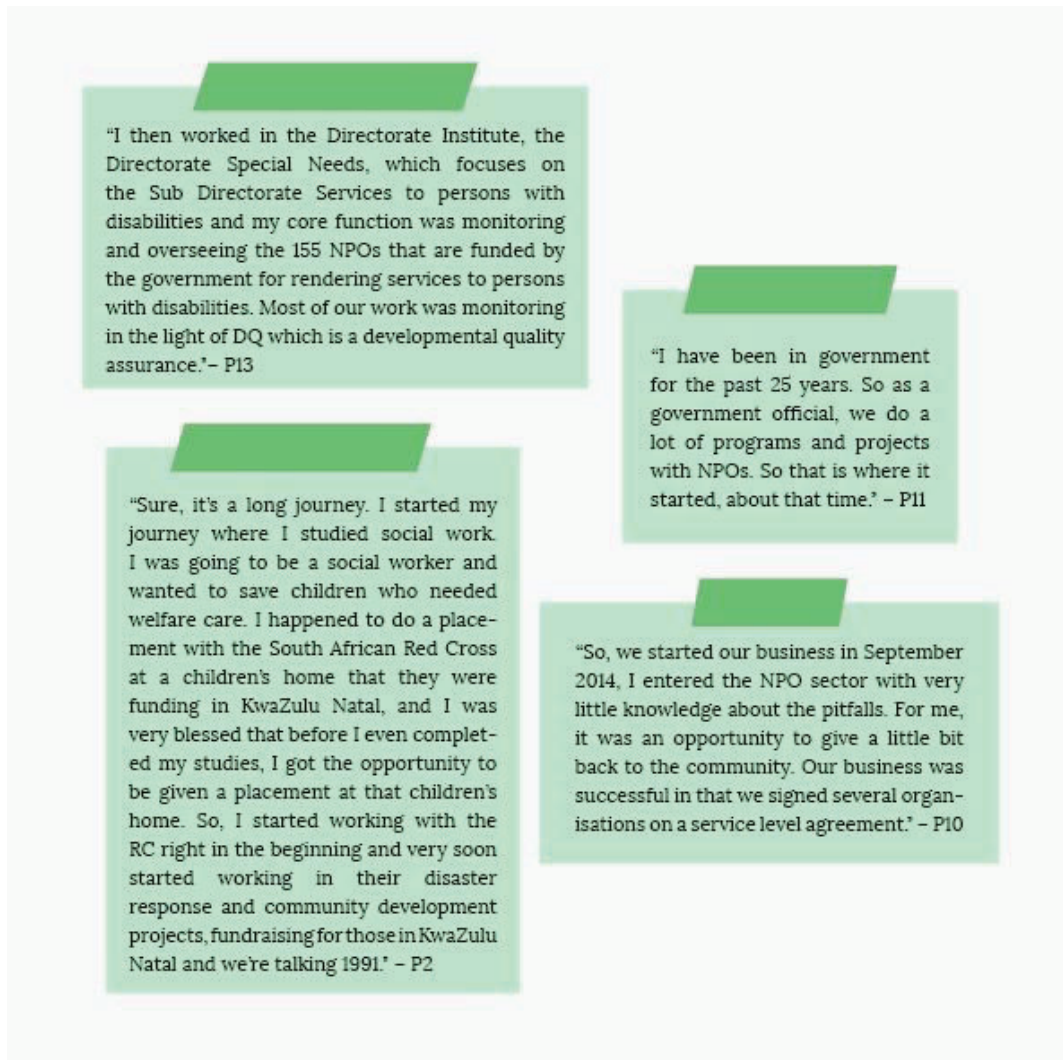 “I then worked in the Directorate Institute, the
Directorate Special Needs, which focuses on
the Sub Directorate Services to persons with
disabilities and my core function was monitoring
and overseeing the 155 NPOs that are funded by
the government for rendering services to persons
with disabilities. Most of our work was monitoring
in the light of DQ which is a developmental quality
assurance.”– P13
“I have been in government
for the past 25 years. So as a
government official, we do a
lot of programs and projects
with NPOs. So that is where it
started, about that time.” – P11
“Sure, it’s a long journey. I started my
journey where I studied social work.
I was going to be a social worker and
wanted to save children who needed
welfare care. I happened to do a place-
ment with the South African Red Cross
at a children’s home that they were
funding in KwaZulu Natal, and I was
very blessed that before I even complet-
ed my studies, I got the opportunity to
be given a placement at that children’s
home. So, I started working with the
RC right in the beginning and very soon
started working in their disaster
response and community development
projects, fundraising for those in KwaZulu
Natal and we’re talking 1991.” – P2
“So, we started our business in September
2014, I entered the NPO sector with very
little knowledge about the pitfalls. For me,
it was an opportunity to give a little bit
back to the community. Our business was
successful in that we signed several organ-
isations on a service level agreement.” – P10